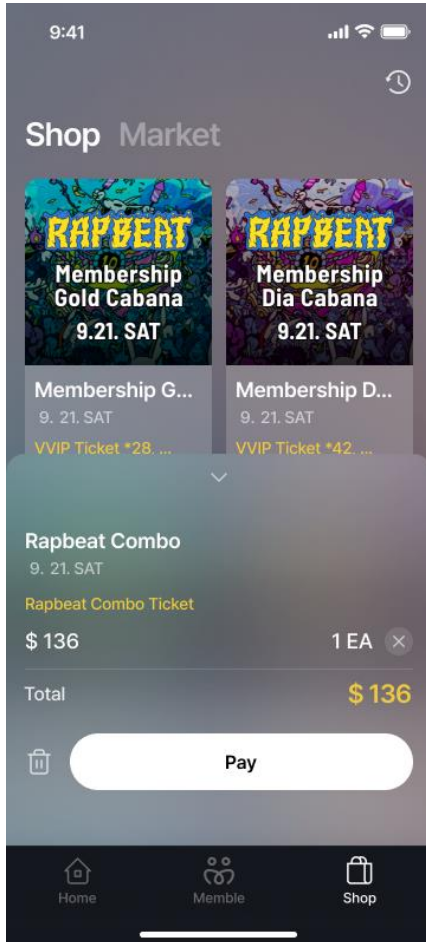 9:41
Shop Market
RAPBEAT
Membership
Gold Cabana
9.21. SAT
RAPBEAT
Membership
Dia Cabana
9.21. SAT
Membership G...
9. 21. SAT
VVIP Ticket *28, ...
Membership D...
9. 21. SAT
VVIP Ticket *42, ...
Rapbeat Combo
9. 21. SAT
Rapbeat Combo Ticket
$ 136 1 EA
Total $ 136
Pay
Home Memble Shop